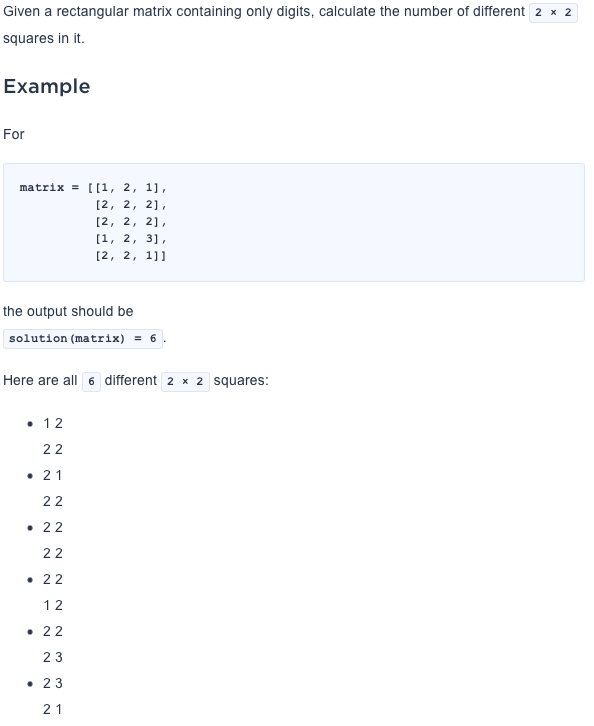 Given a rectangular matrix containing only digits, calculate the number of different 2 × 2
squares in it.
Example
For
matrix = [[1, 2, 1],
[2, 2, 2],
[2, 2, 2],
[1, 2, 3],
[2, 2, 1]]
the output should be
solution(matrix) = 6.
Here are all 6 different 2 × 2 squares:
• 1 2
2 2
• 2 1
2 2
• 2 2
2 2
• 2 2
1 2
• 2 2
2 3
• 2 3
2 1